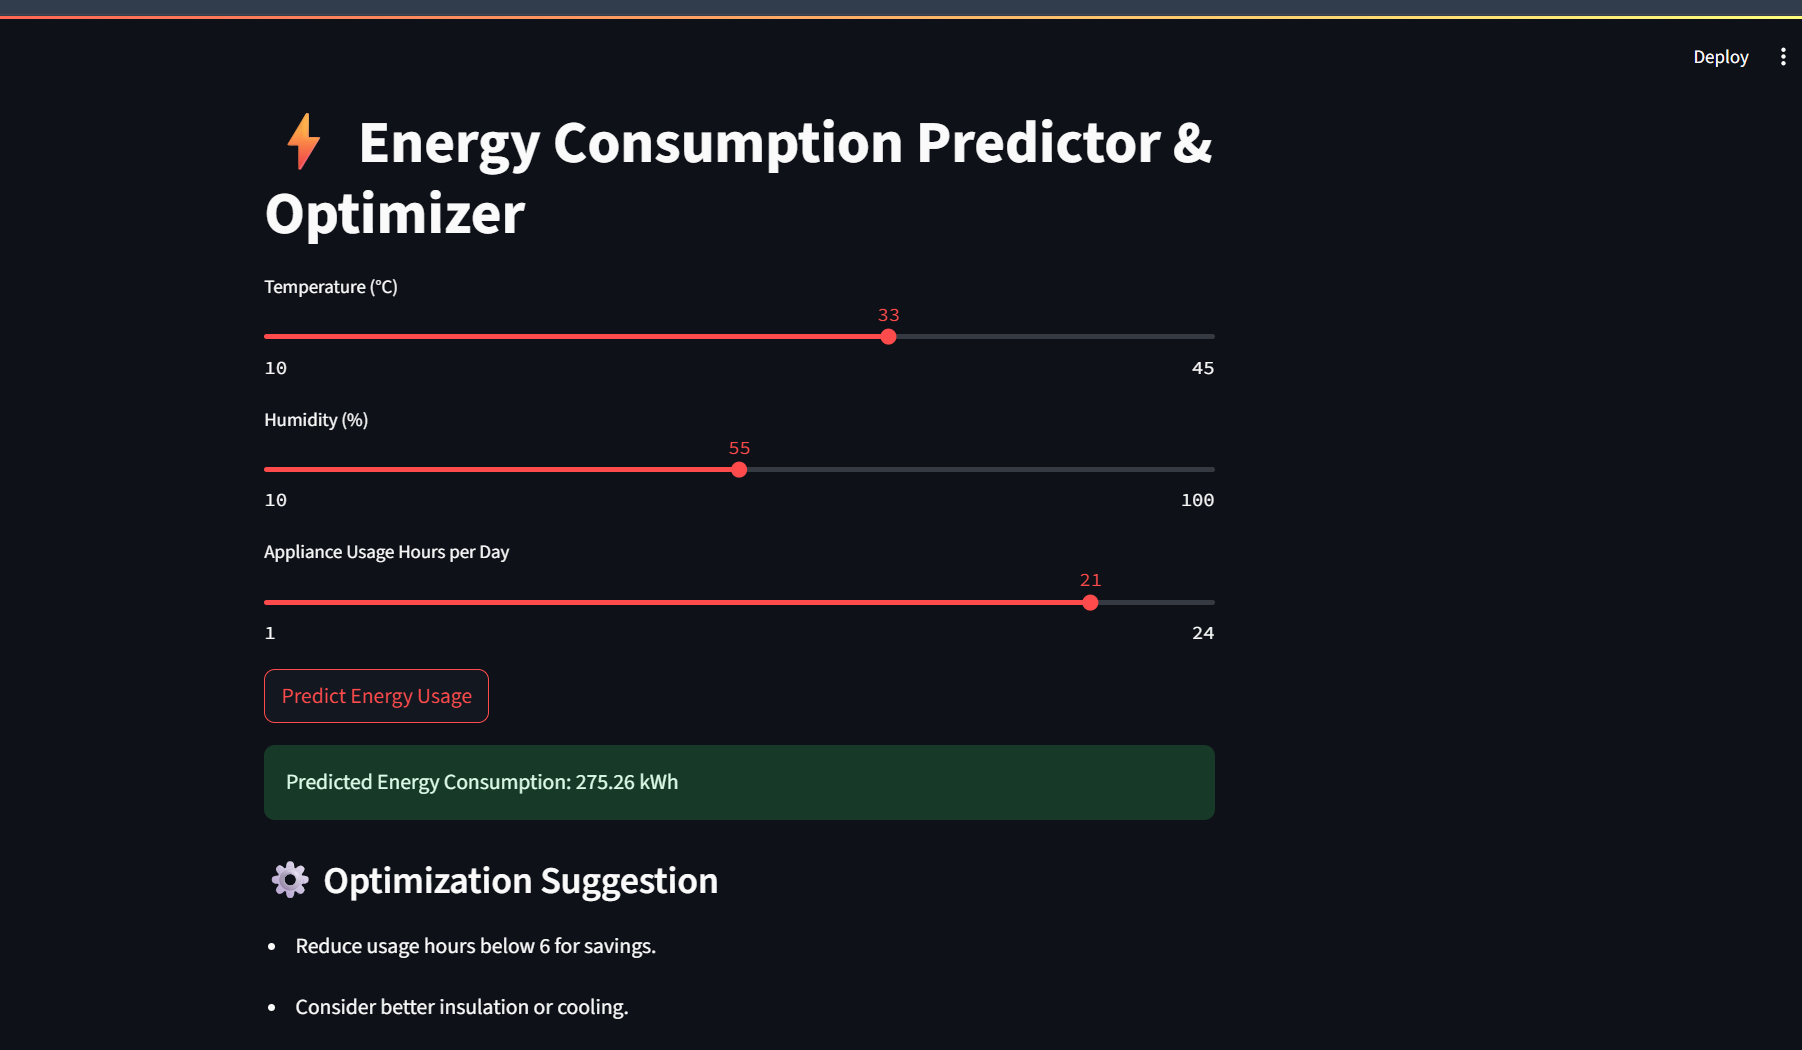 Deploy
⚡ Energy Consumption Predictor &
Optimizer
Temperature (°C)
33
10 45
Humidity (%)
55
10 100
Appliance Usage Hours per Day
21
1 24
Predict Energy Usage
Predicted Energy Consumption: 275.26 kWh
⚙️ Optimization Suggestion
• Reduce usage hours below 6 for savings.
• Consider better insulation or cooling.